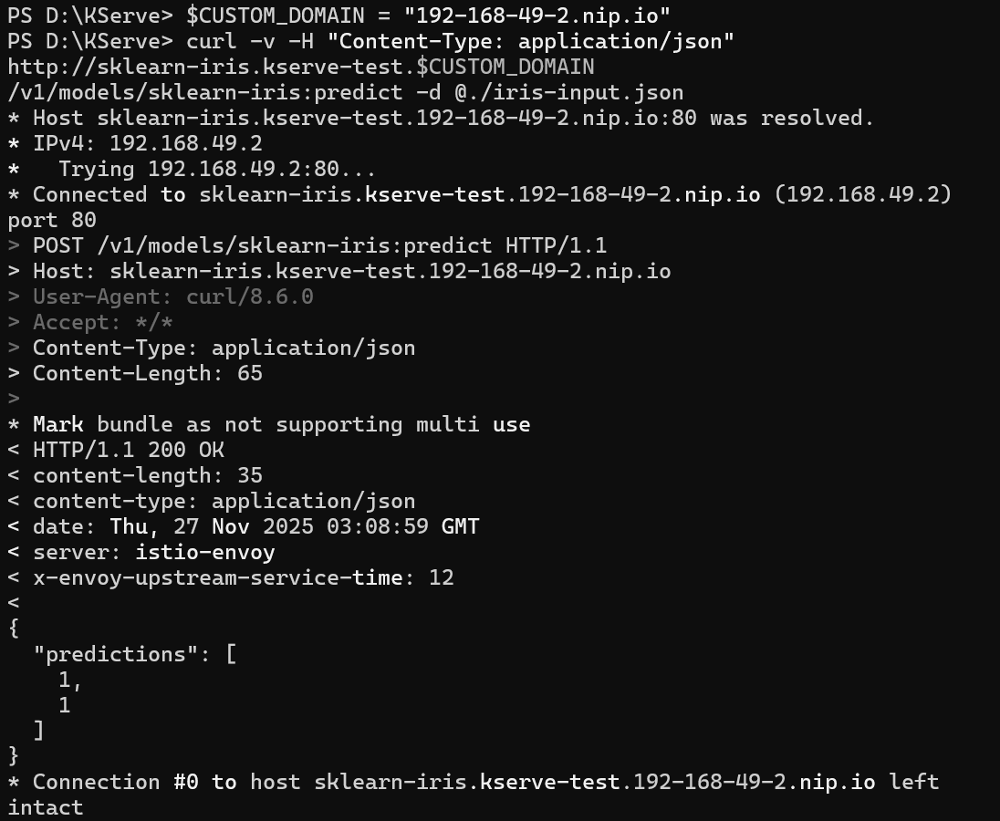 PS D:\KServe> $CUSTOM_DOMAIN = "192-168-49-2.nip.io"
PS D:\KServe> curl -v -H "Content-Type: application/json"
http://sklearn-iris.kserve-test.$CUSTOM_DOMAIN
/v1/models/sklearn-iris:predict -d @./iris-input.json
* Host sklearn-iris.kserve-test.192-168-49-2.nip.io:80 was resolved.
* IPv4: 192.168.49.2
*   Trying 192.168.49.2:80...
* Connected to sklearn-iris.kserve-test.192-168-49-2.nip.io (192.168.49.2)
port 80
> POST /v1/models/sklearn-iris:predict HTTP/1.1
> Host: sklearn-iris.kserve-test.192-168-49-2.nip.io
> User-Agent: curl/8.6.0
> Accept: */*
> Content-Type: application/json
> Content-Length: 65
>
* Mark bundle as not supporting multi use
< HTTP/1.1 200 OK
< content-length: 35
< content-type: application/json
< date: Thu, 27 Nov 2025 03:08:59 GMT
< server: istio-envoy
< x-envoy-upstream-service-time: 12
<
{
  "predictions": [
    1,
    1
  ]
}
* Connection #0 to host sklearn-iris.kserve-test.192-168-49-2.nip.io left
intact